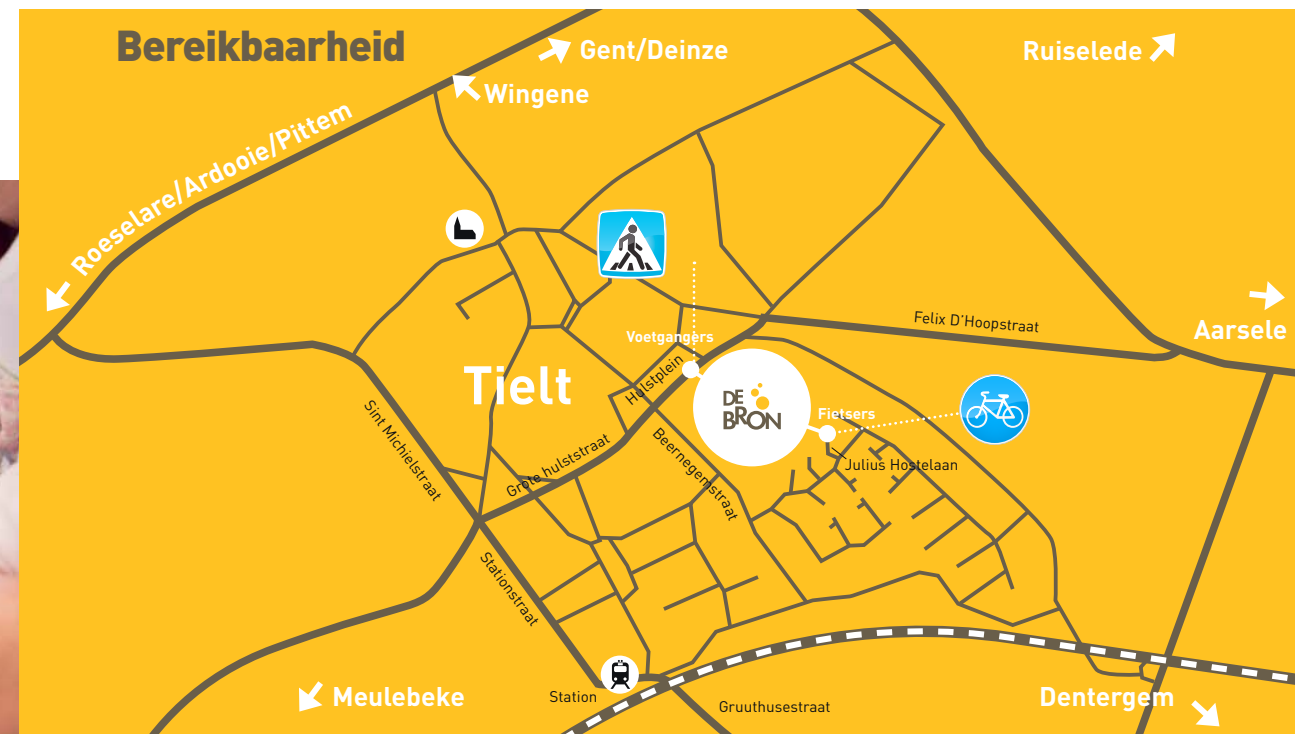 Bereikbaarheid
Gent/Deinze
Ruiselede
Wingene
Roeselare/Ardooie/Pittem
Aarsele
Felix D'Hoopstraat
Voetgangers
Hulstplein
Tielt
DE
BRON
Fietsers
Sint Michielstraat
Grote hulststraat
Beernegemstraat
Julius Hostelaan
Stationstraat
Station
Meulebeke
Gruuthusestraat
Dentergem